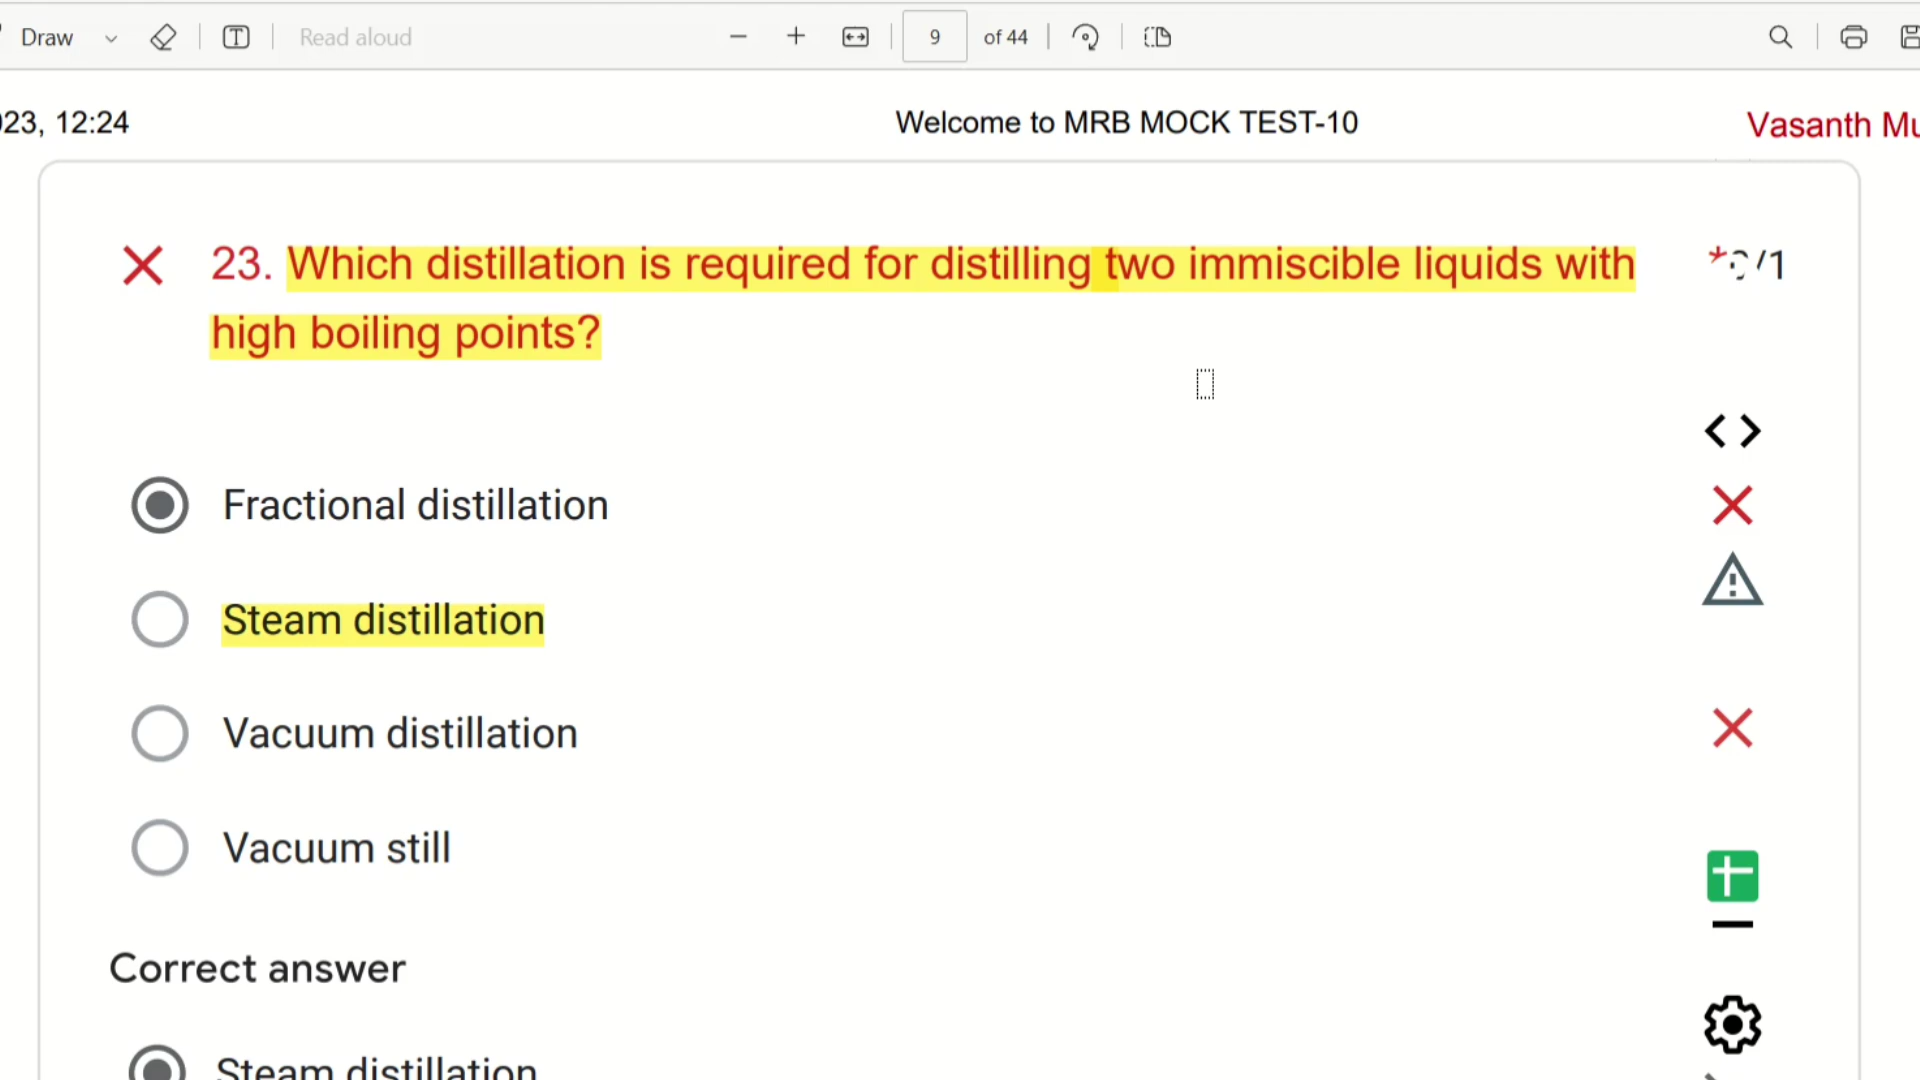 Draw
Read aloud
9 of 44
023, 12:24
Welcome to MRB MOCK TEST-10
Vasanth Mu
23. Which distillation is required for distilling two immiscible liquids with
high boiling points?
/1
Fractional distillation
Steam distillation
Vacuum distillation
Vacuum still
Correct answer
Steam distillation